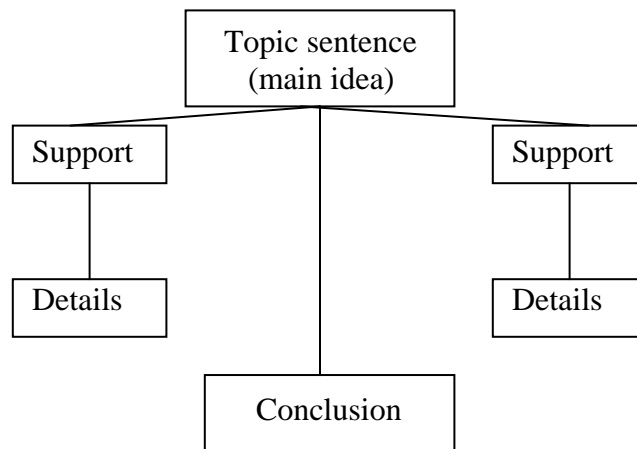 Topic sentence
(main idea)
Support
Support
Details
Details
Conclusion